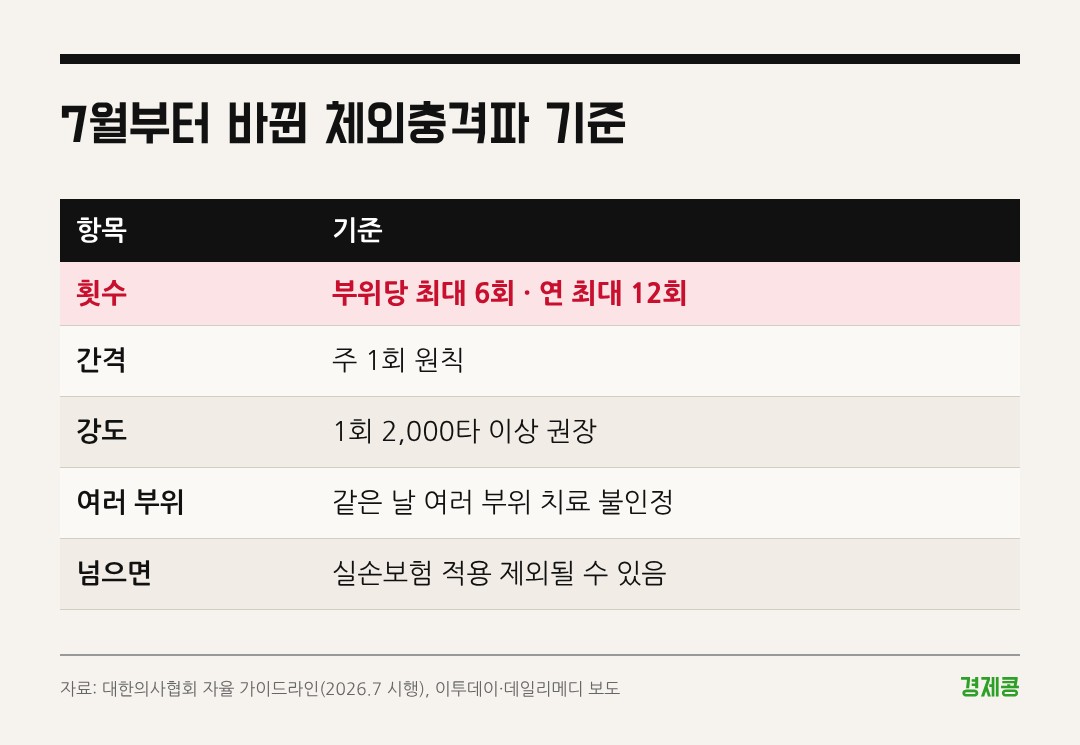 7월부터 바뀐 체외충격파 기준
항목 기준
횟수 부위당 최대 6회 · 연 최대 12회
간격 주 1회 원칙
강도 1회 2,000타 이상 권장
여러 부위 같은 날 여러 부위 치료 불인정
넘으면 실손보험 적용 제외될 수 있음
자료: 대한의사협회 자율 가이드라인(2026.7 시행), 이투데이·데일리메디 보도
경제콩